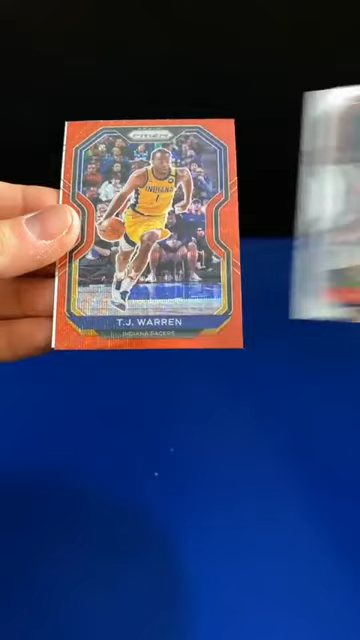 PRIZM
INDIANA
1
T.J. WARREN
INDIANA PACERS